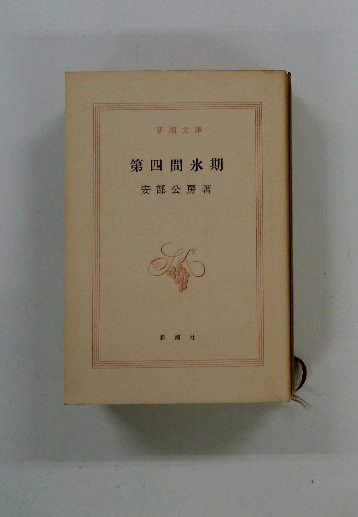 新潮文庫
第四間氷期
安部公房著
新潮社